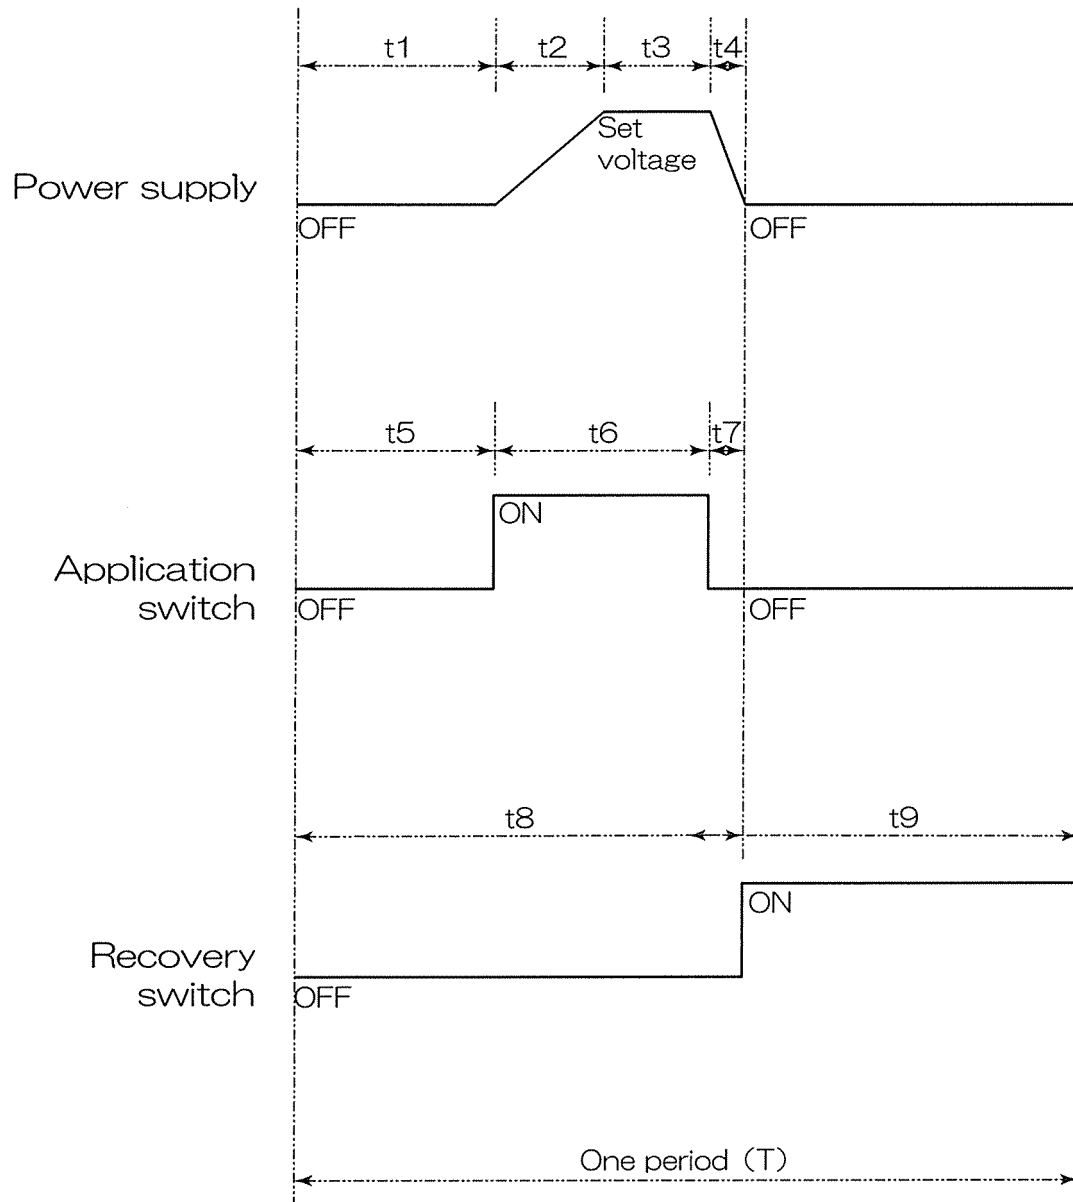 t1
t2
t3
t4
Set
voltage
Power supply
OFF
OFF
t5
t6
t7
ON
Application
switch
OFF
OFF
t8
t9
ON
Recovery
switch
OFF
One period (T)